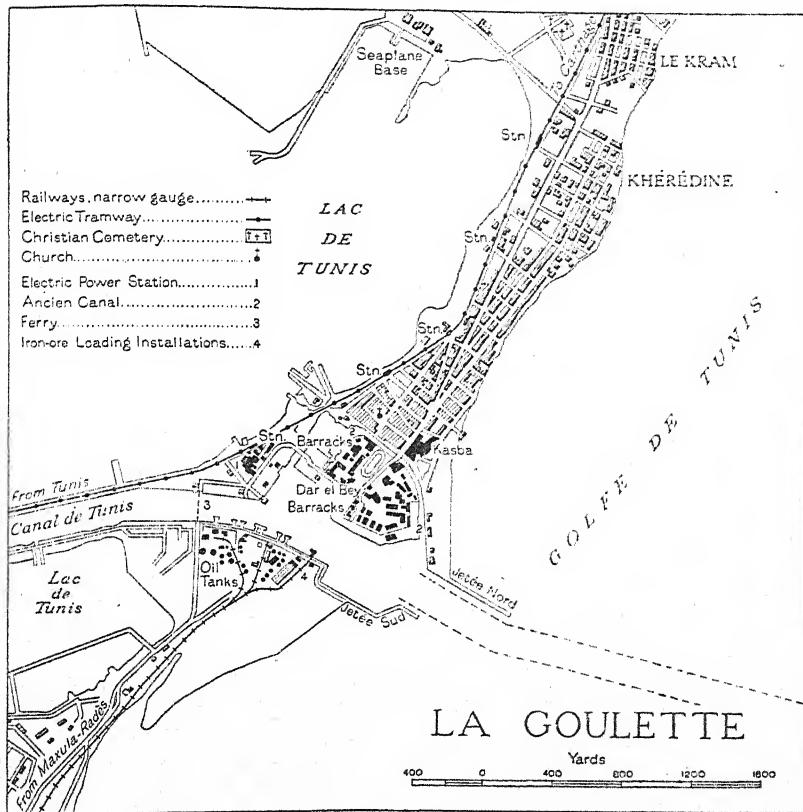 Seaplane
Base
LE KRAM
Stn.
KHÉRÉDINE
Railways, narrow gauge
Electric Tramway
Christian Cemetery
Church
Electric Power Station 1
Ancien Canal 2
Ferry 3
Iron-ore Loading Installations 4
LAC
DE
TUNIS
Stn.
Stn.
Stn.
Stn.
Barracks
2
Kasba
GOLFE DE TUNIS
From Tunis
Canal de Tunis
3
Dar el Bey
Barracks
2
Lac
de
Tunis
Oil
Tanks
4
Jetée Sud
Jetée Nord
From Maxula-Radès
LA GOULETTE
Yards
400 0 400 800 1200 1600